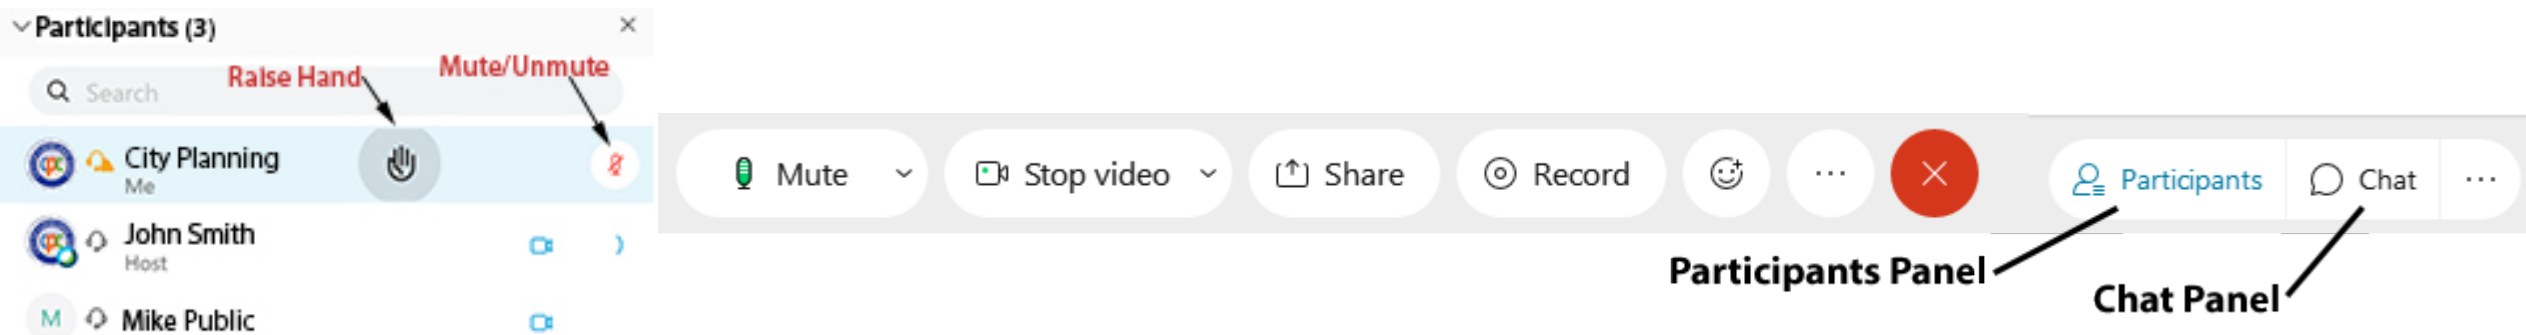 Participants (3)
Raise Hand
Mute/Unmute
Search
City Planning
Me
John Smith
Host
M
Mike Public
Mute
Stop video
Share
Record
Participants
Chat
Participants Panel
Chat Panel